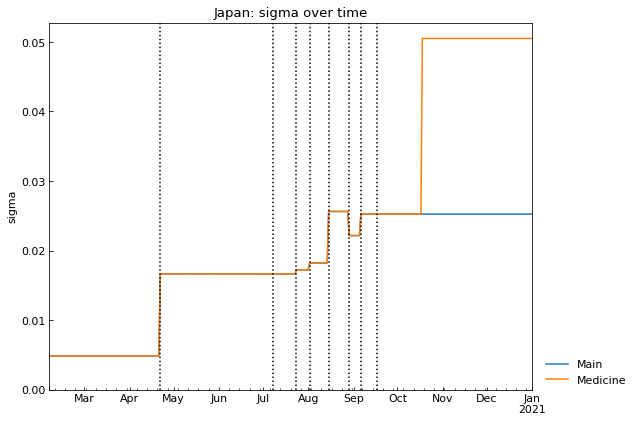 Japan: sigma over time
sigma
0.05
0.04
0.03
0.02
0.01
0.00
Mar Apr May Jun Jul Aug Sep Oct Nov Dec Jan
2021
Main
Medicine